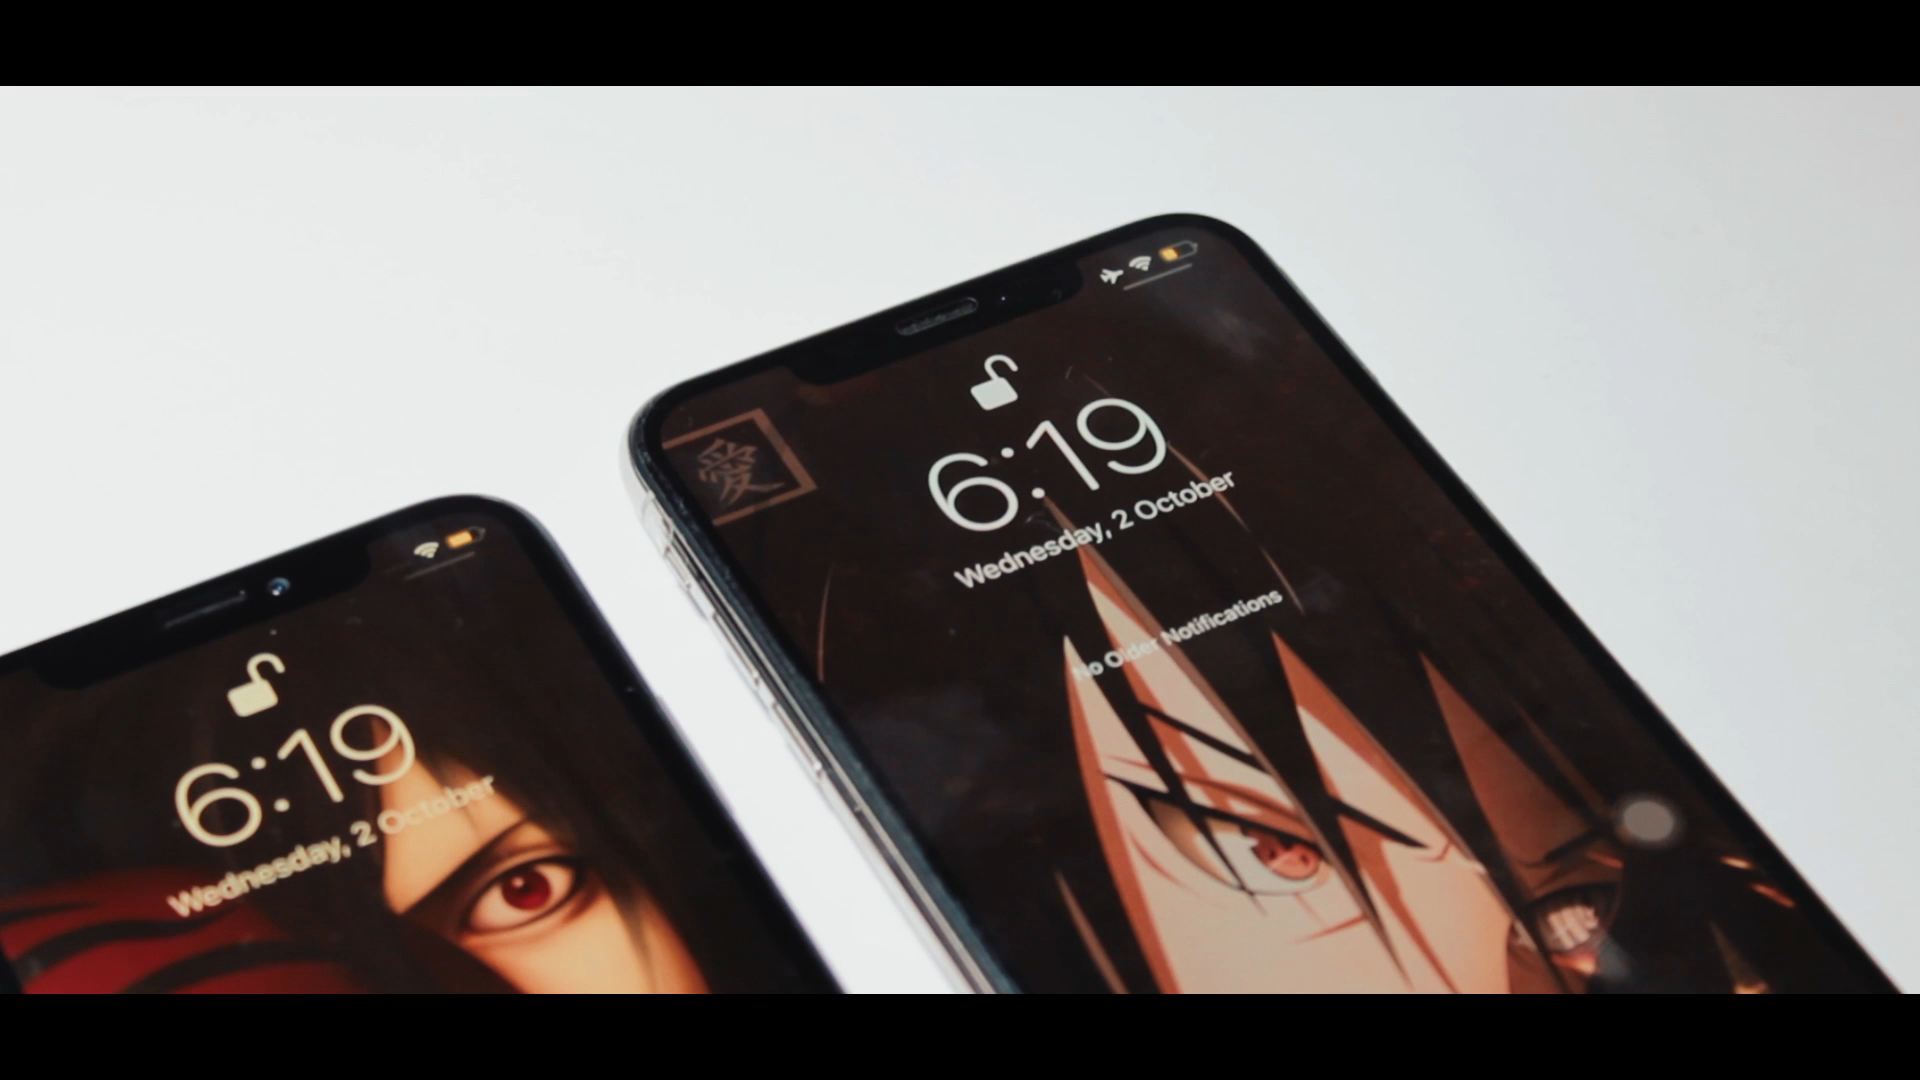 愛
6:19
Wednesday, 2 October
No Older Notifications
6:19
Wednesday, 2 October